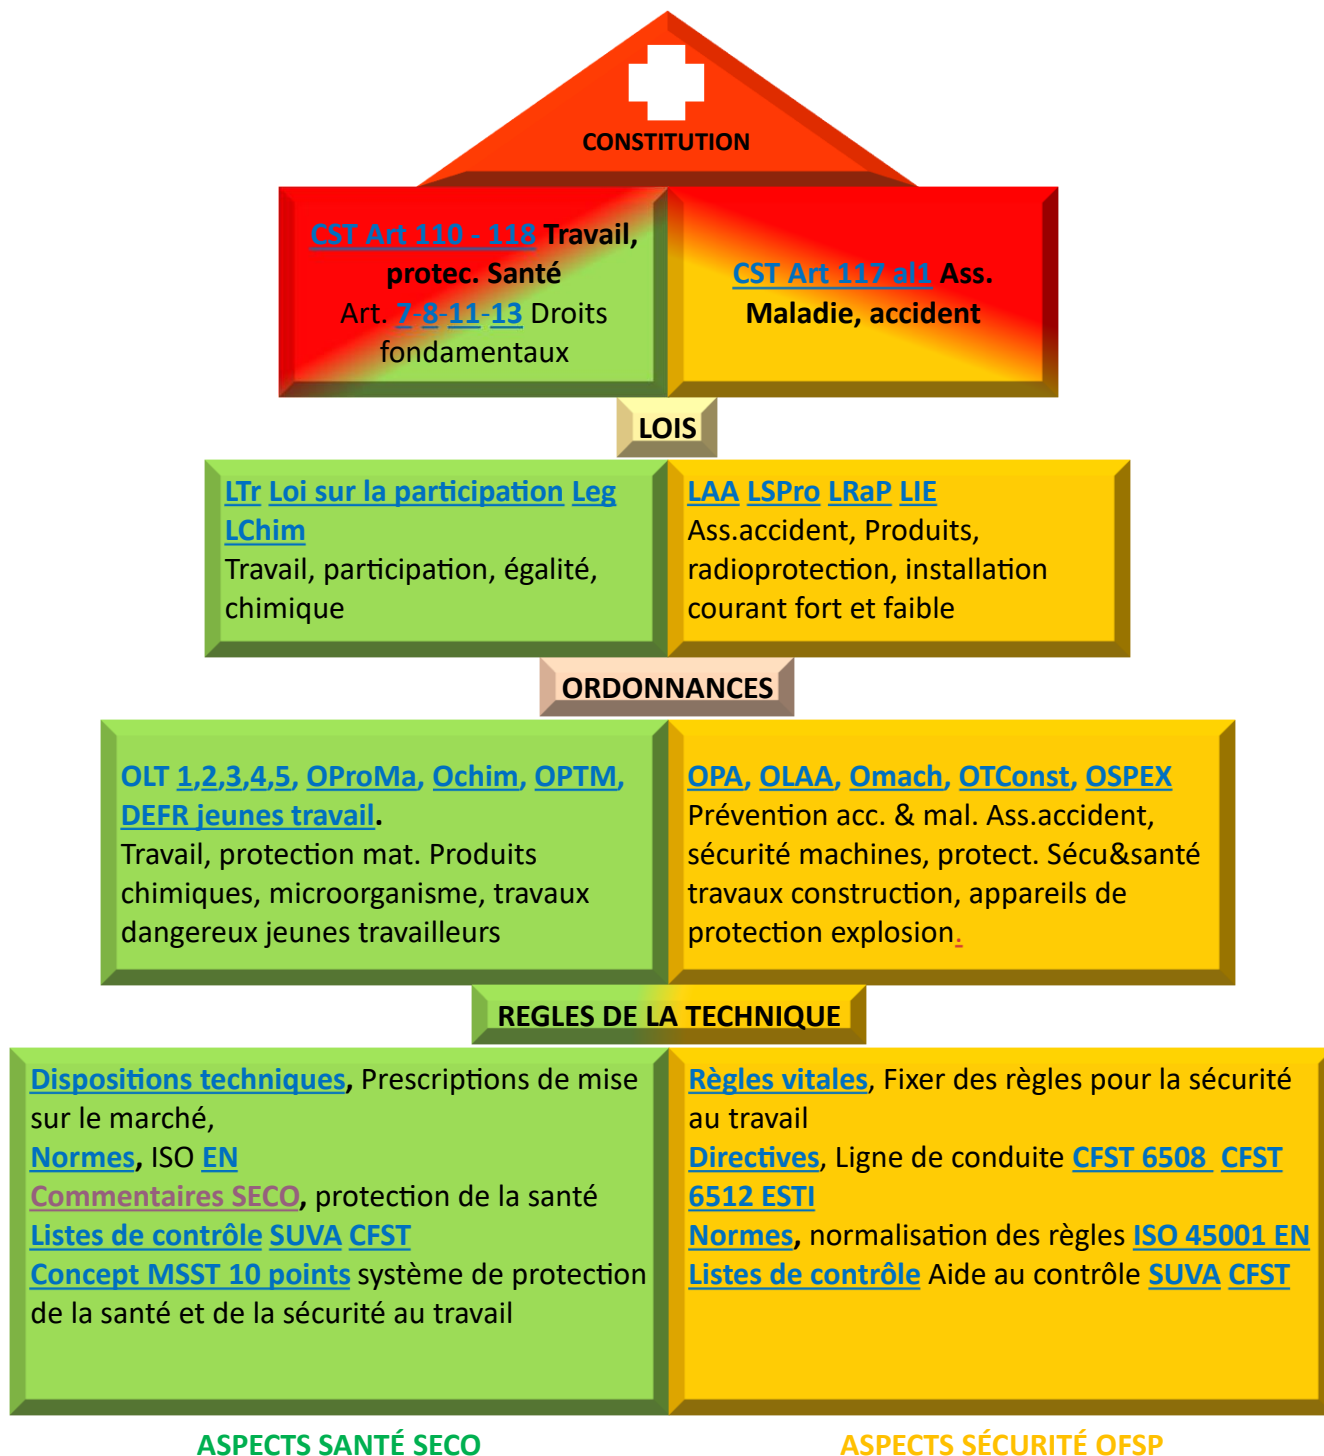 CONSTITUTION
CST Art 110 - 118 Travail,
protec. Santé
Art. 7-8-11-13 Droits
fondamentaux
CST Art 117 al1 Ass.
Maladie, accident
LOIS
LTr Loi sur la participation Leg
LChim
Travail, participation, égalité,
chimique
LAA LSPro LRaP LIE
Ass.accident, Produits,
radioprotection, installation
courant fort et faible
ORDONNANCES
OLT 1,2,3,4,5, OProMa, Ochim, OPTM,
DEFR jeunes travail.
Travail, protection mat. Produits
chimiques, microorganisme, travaux
dangereux jeunes travailleurs
OPA, OLAA, Omach, OTConst, OSPEX
Prévention acc. & mal. Ass.accident,
sécurité machines, protect. Sécu&santé
travaux construction, appareils de
protection explosion.
REGLES DE LA TECHNIQUE
Dispositions techniques, Prescriptions de mise
sur le marché,
Normes, ISO EN
Commentaires SECO, protection de la santé
Listes de contrôle SUVA CFST
Concept MSST 10 points système de protection
de la santé et de la sécurité au travail
Règles vitales, Fixer des règles pour la sécurité
au travail
Directives, Ligne de conduite CFST 6508 CFST
6512 ESTI
Normes, normalisation des règles ISO 45001 EN
Listes de contrôle Aide au contrôle SUVA CFST
ASPECTS SANTÉ SECO
ASPECTS SÉCURITÉ OFSP